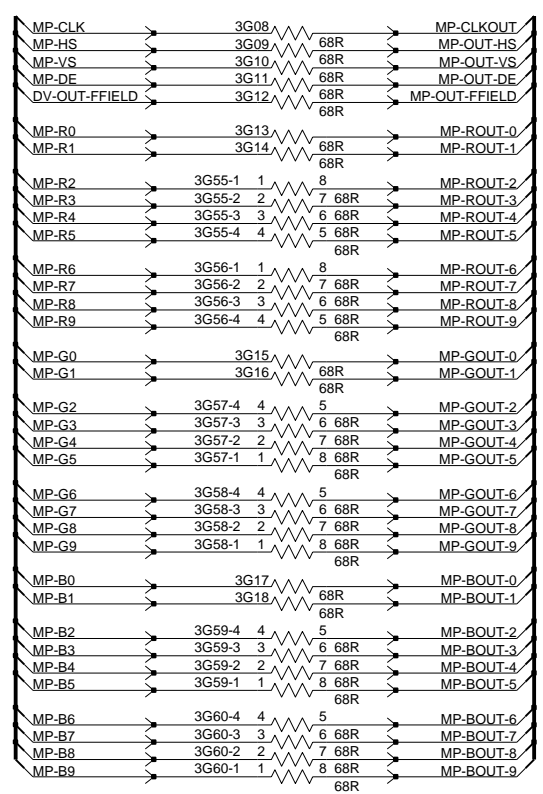 MP-CLK 3G08 MP-CLKOUT
MP-HS 3G09 68R MP-OUT-HS
MP-VS 3G10 68R MP-OUT-VS
MP-DE 3G11 68R MP-OUT-DE
DV-OUT-FFIELD 3G12 68R MP-OUT-FFIELD
68R
MP-R0 3G13 MP-ROUT-0
MP-R1 3G14 68R MP-ROUT-1
68R
MP-R2 3G55-1 1 8 MP-ROUT-2
MP-R3 3G55-2 2 7 68R MP-ROUT-3
MP-R4 3G55-3 3 6 68R MP-ROUT-4
MP-R5 3G55-4 4 5 68R MP-ROUT-5
68R
MP-R6 3G56-1 1 8 MP-ROUT-6
MP-R7 3G56-2 2 7 68R MP-ROUT-7
MP-R8 3G56-3 3 6 68R MP-ROUT-8
MP-R9 3G56-4 4 5 68R MP-ROUT-9
68R
MP-G0 3G15 MP-GOUT-0
MP-G1 3G16 68R MP-GOUT-1
68R
MP-G2 3G57-4 4 5 MP-GOUT-2
MP-G3 3G57-3 3 6 68R MP-GOUT-3
MP-G4 3G57-2 2 7 68R MP-GOUT-4
MP-G5 3G57-1 1 8 68R MP-GOUT-5
68R
MP-G6 3G58-4 4 5 MP-GOUT-6
MP-G7 3G58-3 3 6 68R MP-GOUT-7
MP-G8 3G58-2 2 7 68R MP-GOUT-8
MP-G9 3G58-1 1 8 68R MP-GOUT-9
68R
MP-B0 3G17 MP-BOUT-0
MP-B1 3G18 68R MP-BOUT-1
68R
MP-B2 3G59-4 4 5 MP-BOUT-2
MP-B3 3G59-3 3 6 68R MP-BOUT-3
MP-B4 3G59-2 2 7 68R MP-BOUT-4
MP-B5 3G59-1 1 8 68R MP-BOUT-5
68R
MP-B6 3G60-4 4 5 MP-BOUT-6
MP-B7 3G60-3 3 6 68R MP-BOUT-7
MP-B8 3G60-2 2 7 68R MP-BOUT-8
MP-B9 3G60-1 1 8 68R MP-BOUT-9
68R